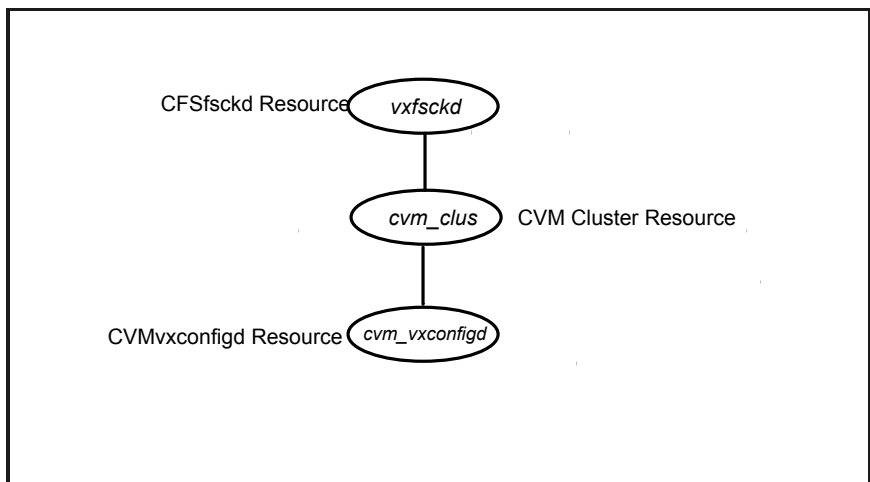 CFSfsckd Resource
vxfsckd
cvm_clus
CVM Cluster Resource
CVMvxconfigd Resource
cvm_vxconfigd